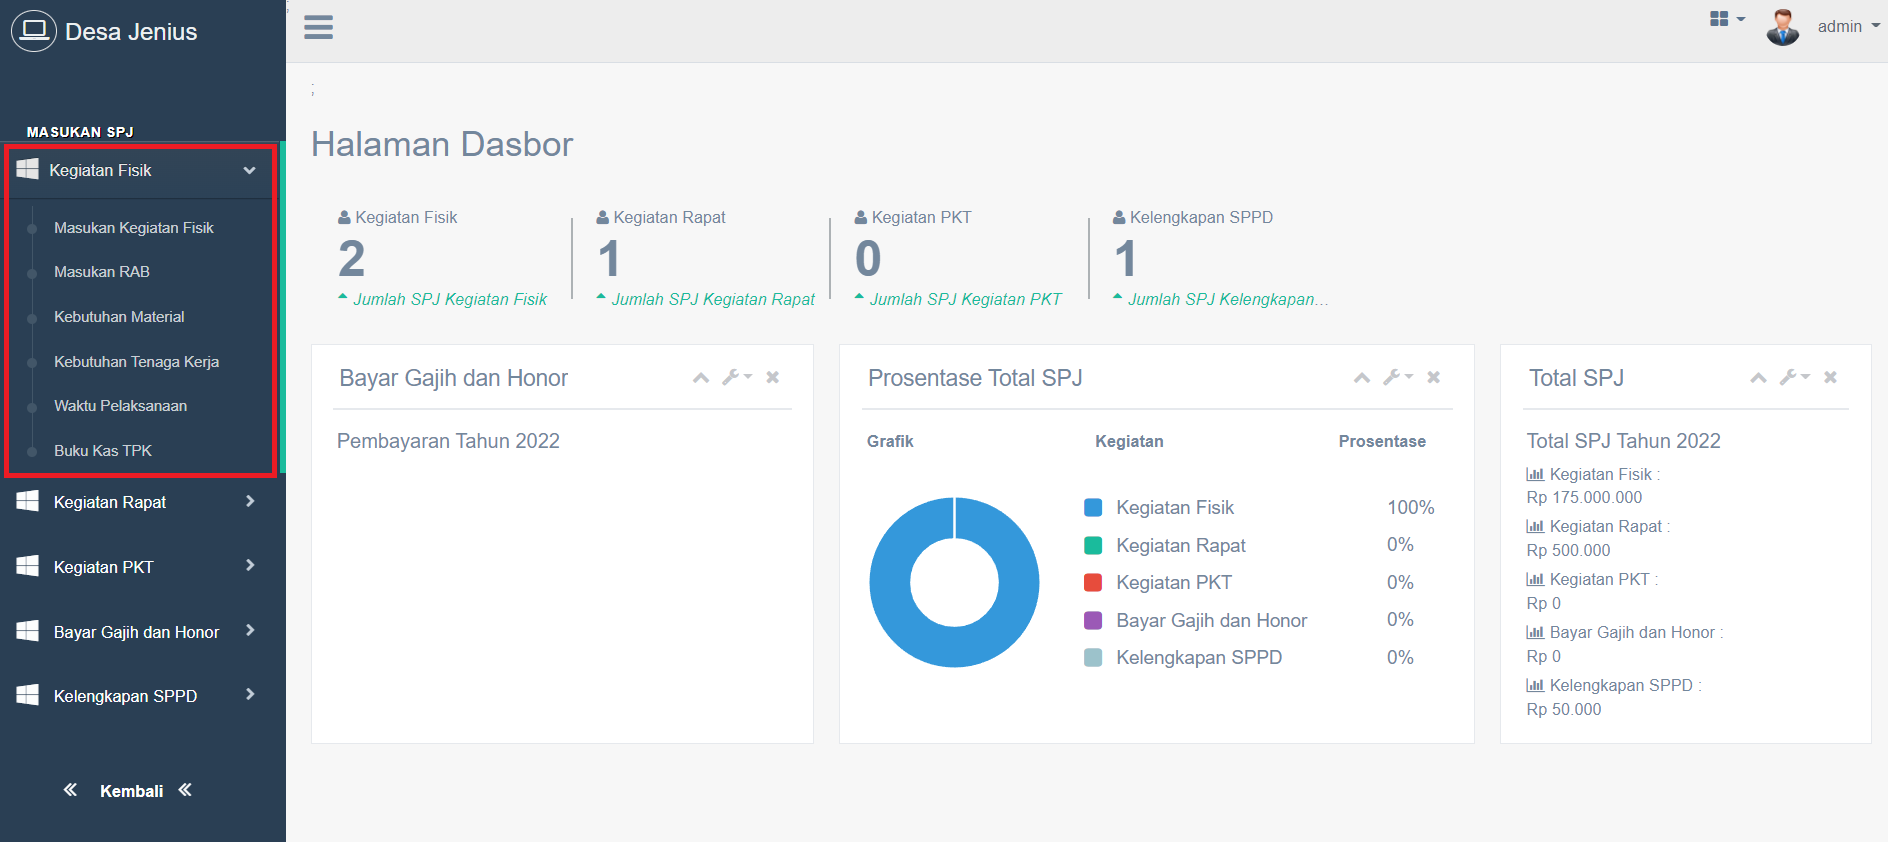 Desa Jenius
MASUKAN SPJ
Kegiatan Fisik
Masukan Kegiatan Fisik
Masukan RAB
Kebutuhan Material
Kebutuhan Tenaga Kerja
Waktu Pelaksanaan
Buku Kas TPK
Kegiatan Rapat
Kegiatan PKT
Bayar Gajih dan Honor
Kelengkapan SPPD
Kembali
admin
;
;
Halaman Dasbor
Kegiatan Fisik
2
Jumlah SPJ Kegiatan Fisik
Kegiatan Rapat
1
Jumlah SPJ Kegiatan Rapat
Kegiatan PKT
0
Jumlah SPJ Kegiatan PKT
Kelengkapan SPPD
1
Jumlah SPJ Kelengkapan...
Bayar Gajih dan Honor
Pembayaran Tahun 2022
Prosentase Total SPJ
Grafik Kegiatan Prosentase
Kegiatan Fisik 100%
Kegiatan Rapat 0%
Kegiatan PKT 0%
Bayar Gajih dan Honor 0%
Kelengkapan SPPD 0%
Total SPJ
Total SPJ Tahun 2022
Kegiatan Fisik :
Rp 175.000.000
Kegiatan Rapat :
Rp 500.000
Kegiatan PKT :
Rp 0
Bayar Gajih dan Honor :
Rp 0
Kelengkapan SPPD :
Rp 50.000